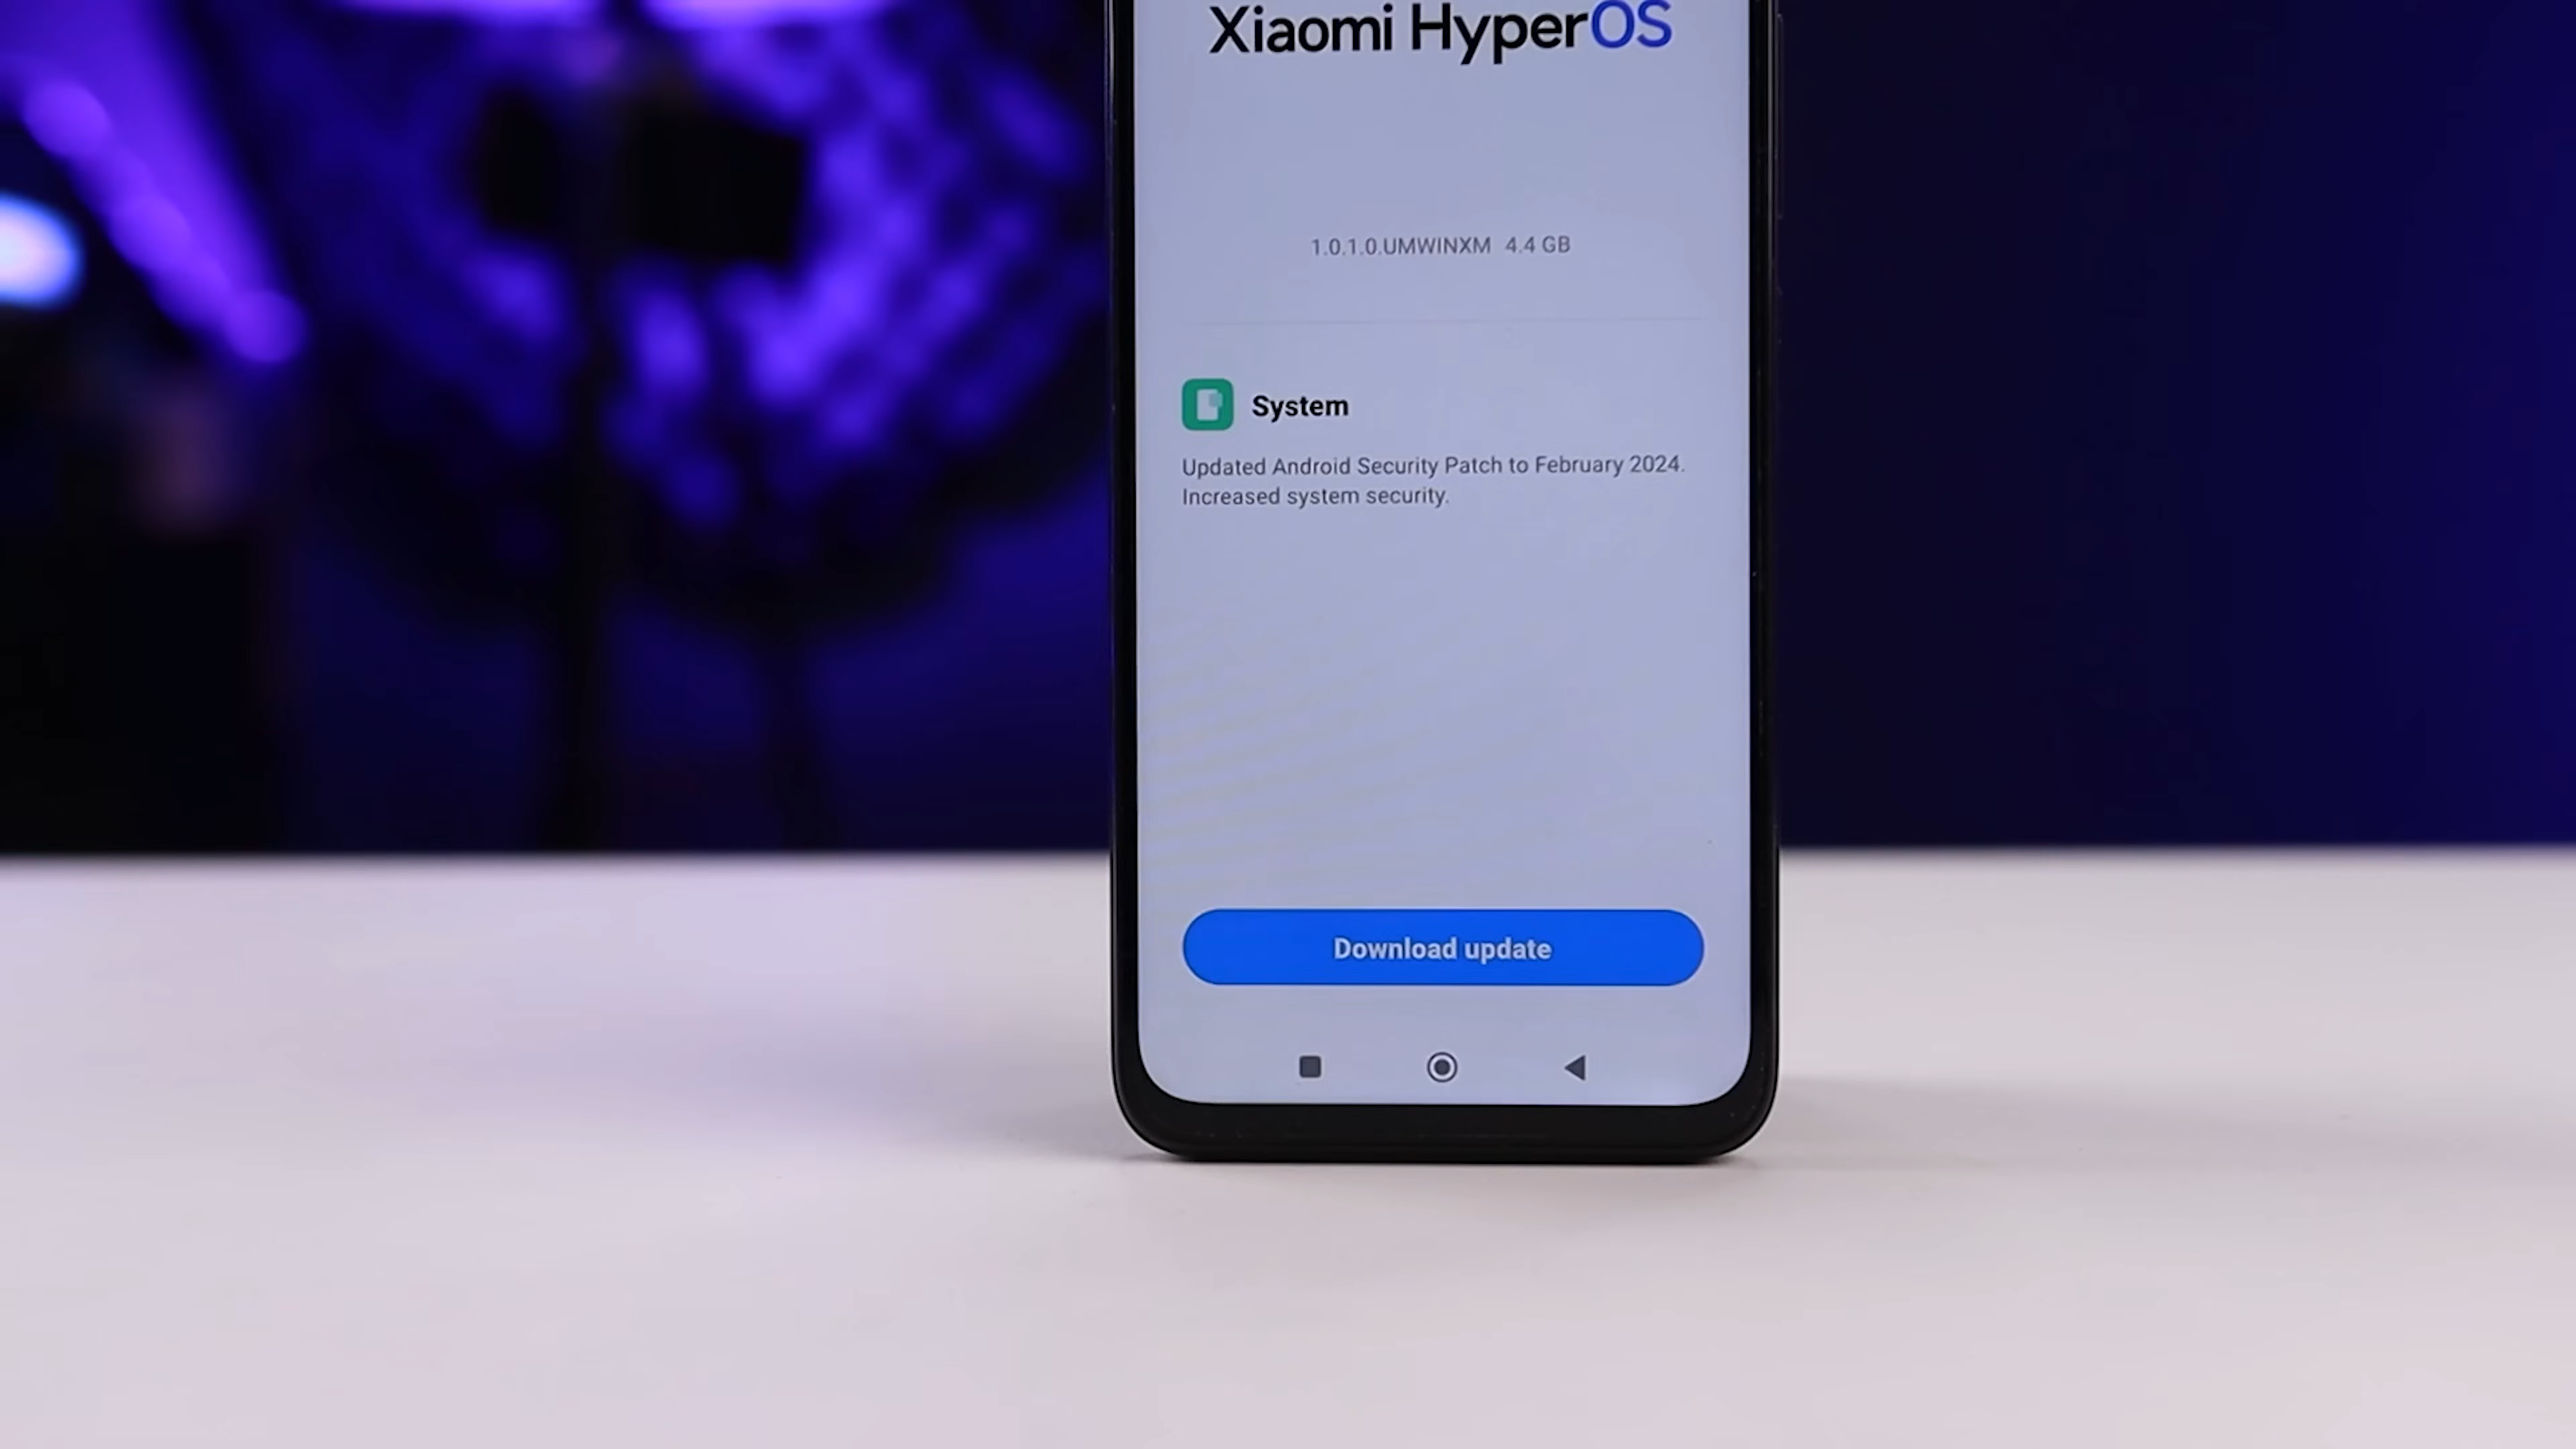 Xiaomi HyperOS
1.0.1.0.UMWINXM 4.4 GB
System
Updated Android Security Patch to February 2024.
Increased system security.
Download update